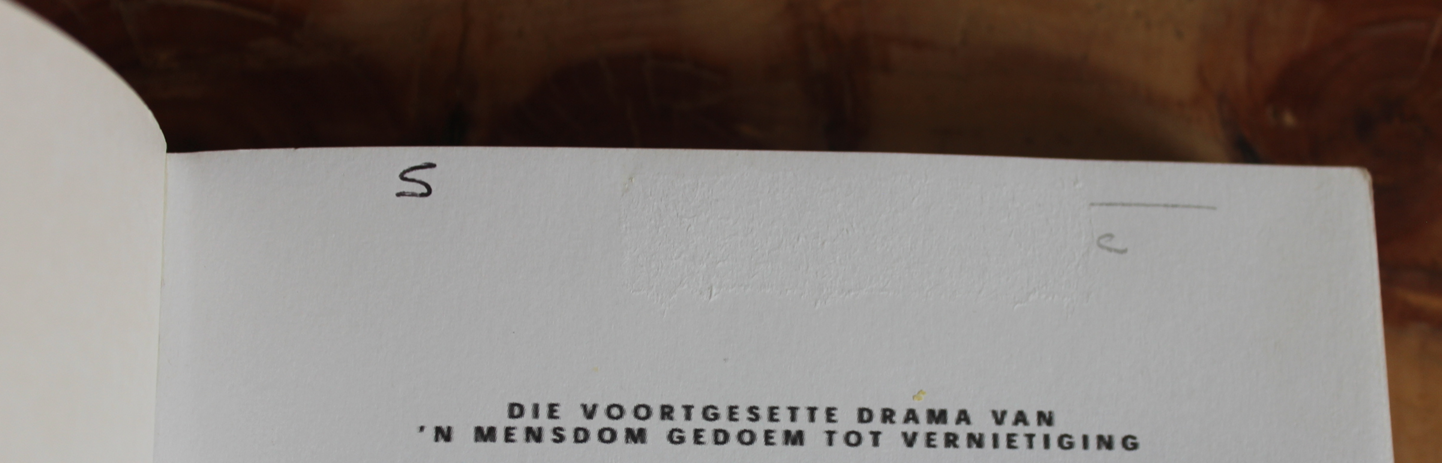 S
c
DIE VOORTGESETTE DRAMA VAN
'N MENSDOM GEDOEM TOT VERNIETIGING